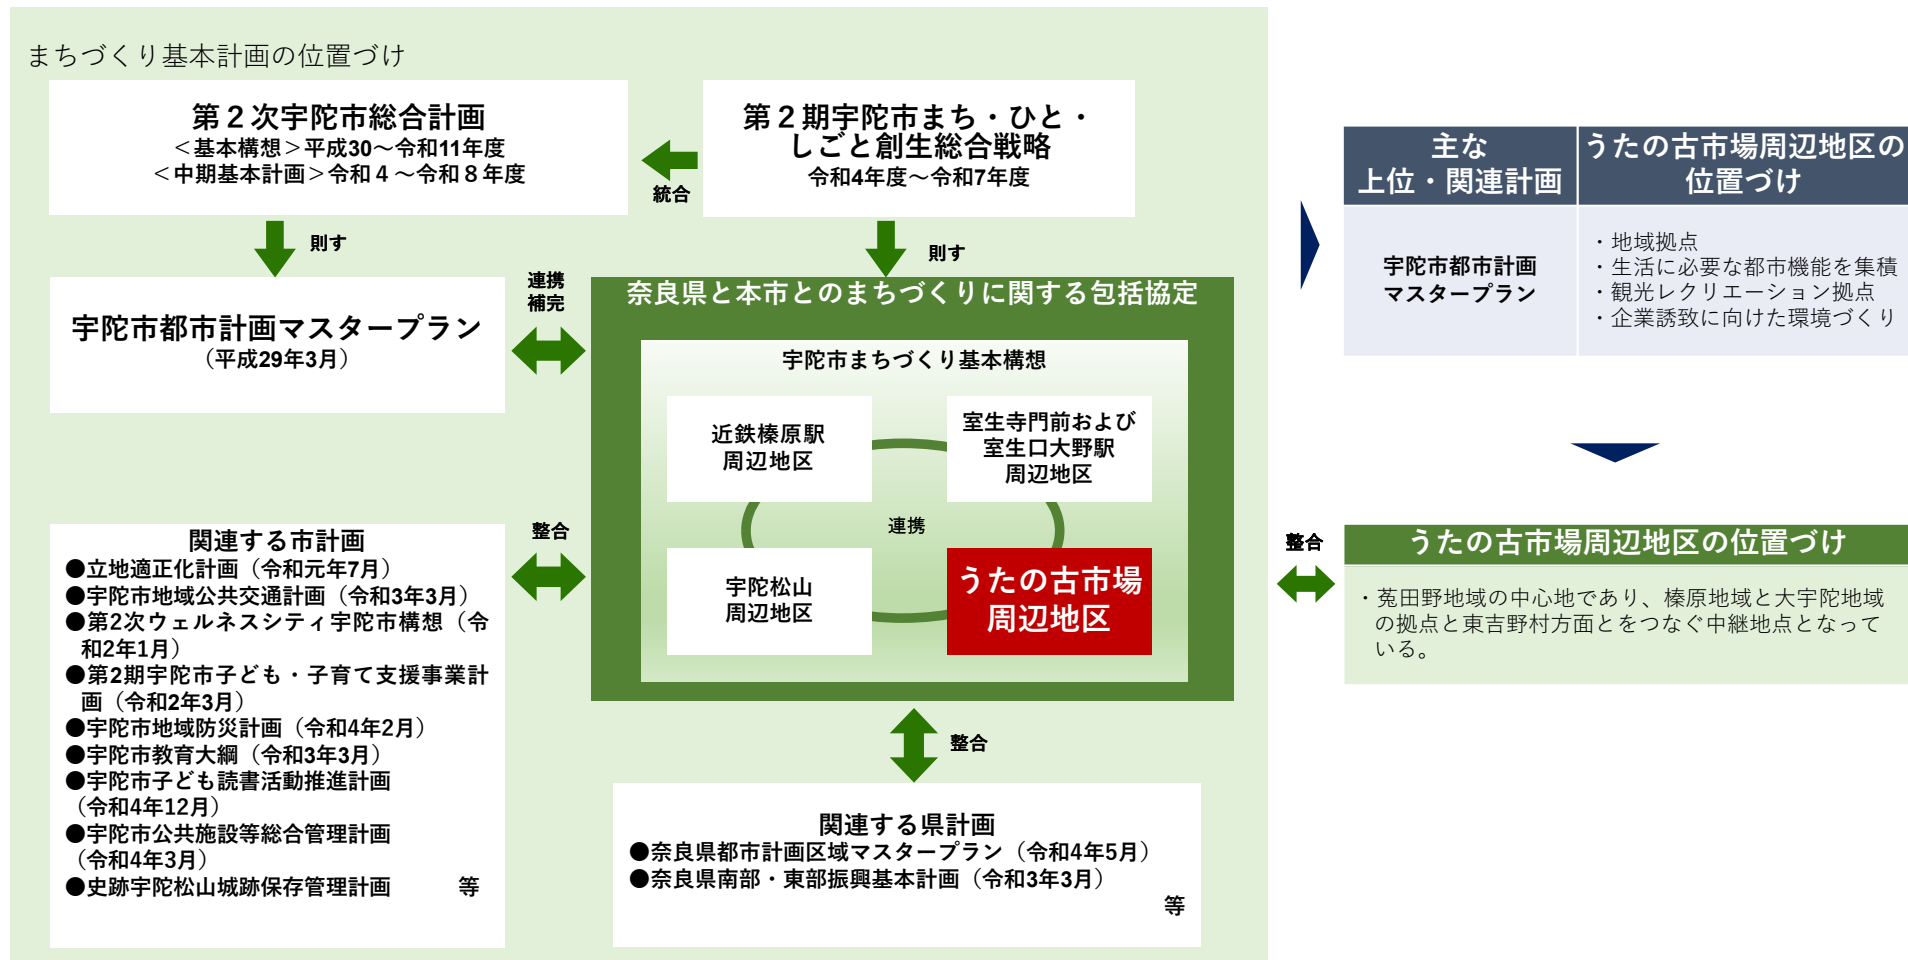 まちづくり基本計画の位置づけ
第２次宇陀市総合計画
＜基本構想＞平成30～令和11年度
＜中期基本計画＞令和４～令和８年度
統合
第２期宇陀市まち・ひと・
しごと創生総合戦略
令和4年度～令和7年度
則す
則す
宇陀市都市計画マスタープラン
（平成29年3月）
連携
補完
奈良県と本市とのまちづくりに関する包括協定
宇陀市まちづくり基本構想
近鉄榛原駅
周辺地区
室生寺門前および
室生口大野駅
周辺地区
連携
宇陀松山
周辺地区
うたの古市場
周辺地区
整合
関連する市計画
●立地適正化計画（令和元年7月）
●宇陀市地域公共交通計画（令和3年3月）
●第2次ウェルネスシティ宇陀市構想（令
和2年1月）
●第2期宇陀市子ども・子育て支援事業計
画（令和2年3月）
●宇陀市地域防災計画（令和4年2月）
●宇陀市教育大綱（令和3年3月）
●宇陀市子ども読書活動推進計画
（令和4年12月）
●宇陀市公共施設等総合管理計画
（令和4年3月）
●史跡宇陀松山城跡保存管理計画　　　等
整合
関連する県計画
●奈良県都市計画区域マスタープラン（令和4年5月）
●奈良県南部・東部振興基本計画（令和3年3月）
等
主な
上位・関連計画
うたの古市場周辺地区の
位置づけ
宇陀市都市計画
マスタープラン
・地域拠点
・生活に必要な都市機能を集積
・観光レクリエーション拠点
・企業誘致に向けた環境づくり
整合
うたの古市場周辺地区の位置づけ
・菟田野地域の中心地であり、榛原地域と大宇陀地域
の拠点と東吉野村方面とをつなぐ中継地点となって
いる。